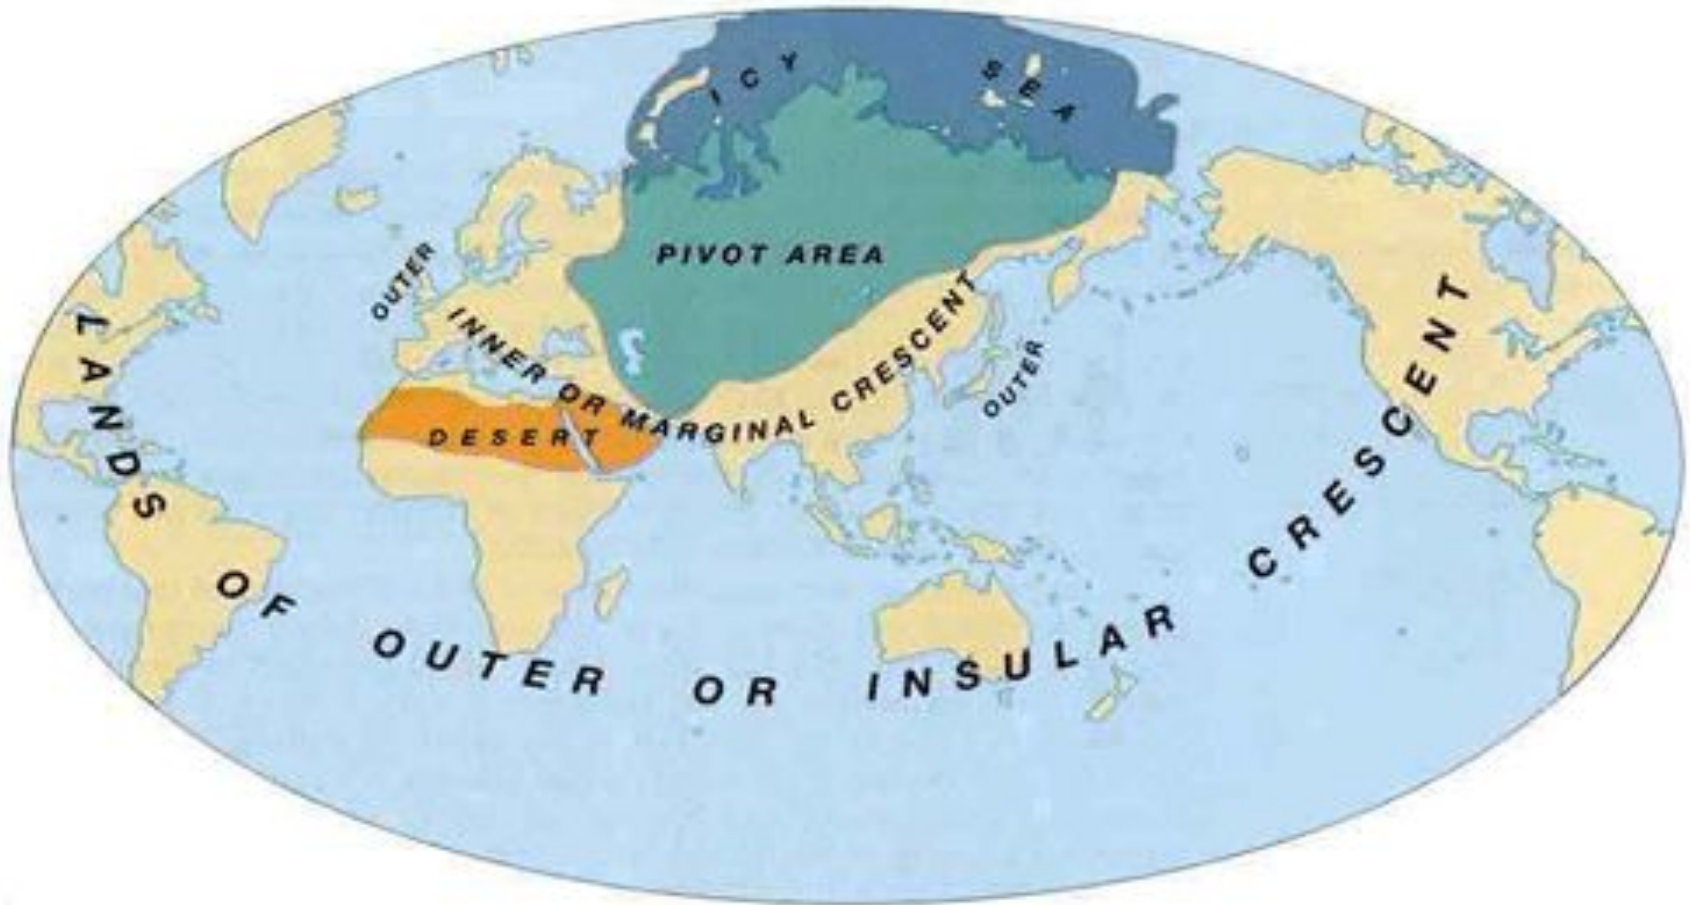 ICY SEA
PIVOT AREA
OUTER
INNER OR MARGINAL CRESCENT
OUTER
DESERT
LANDS OF OUTER OR INSULAR CRESCENT